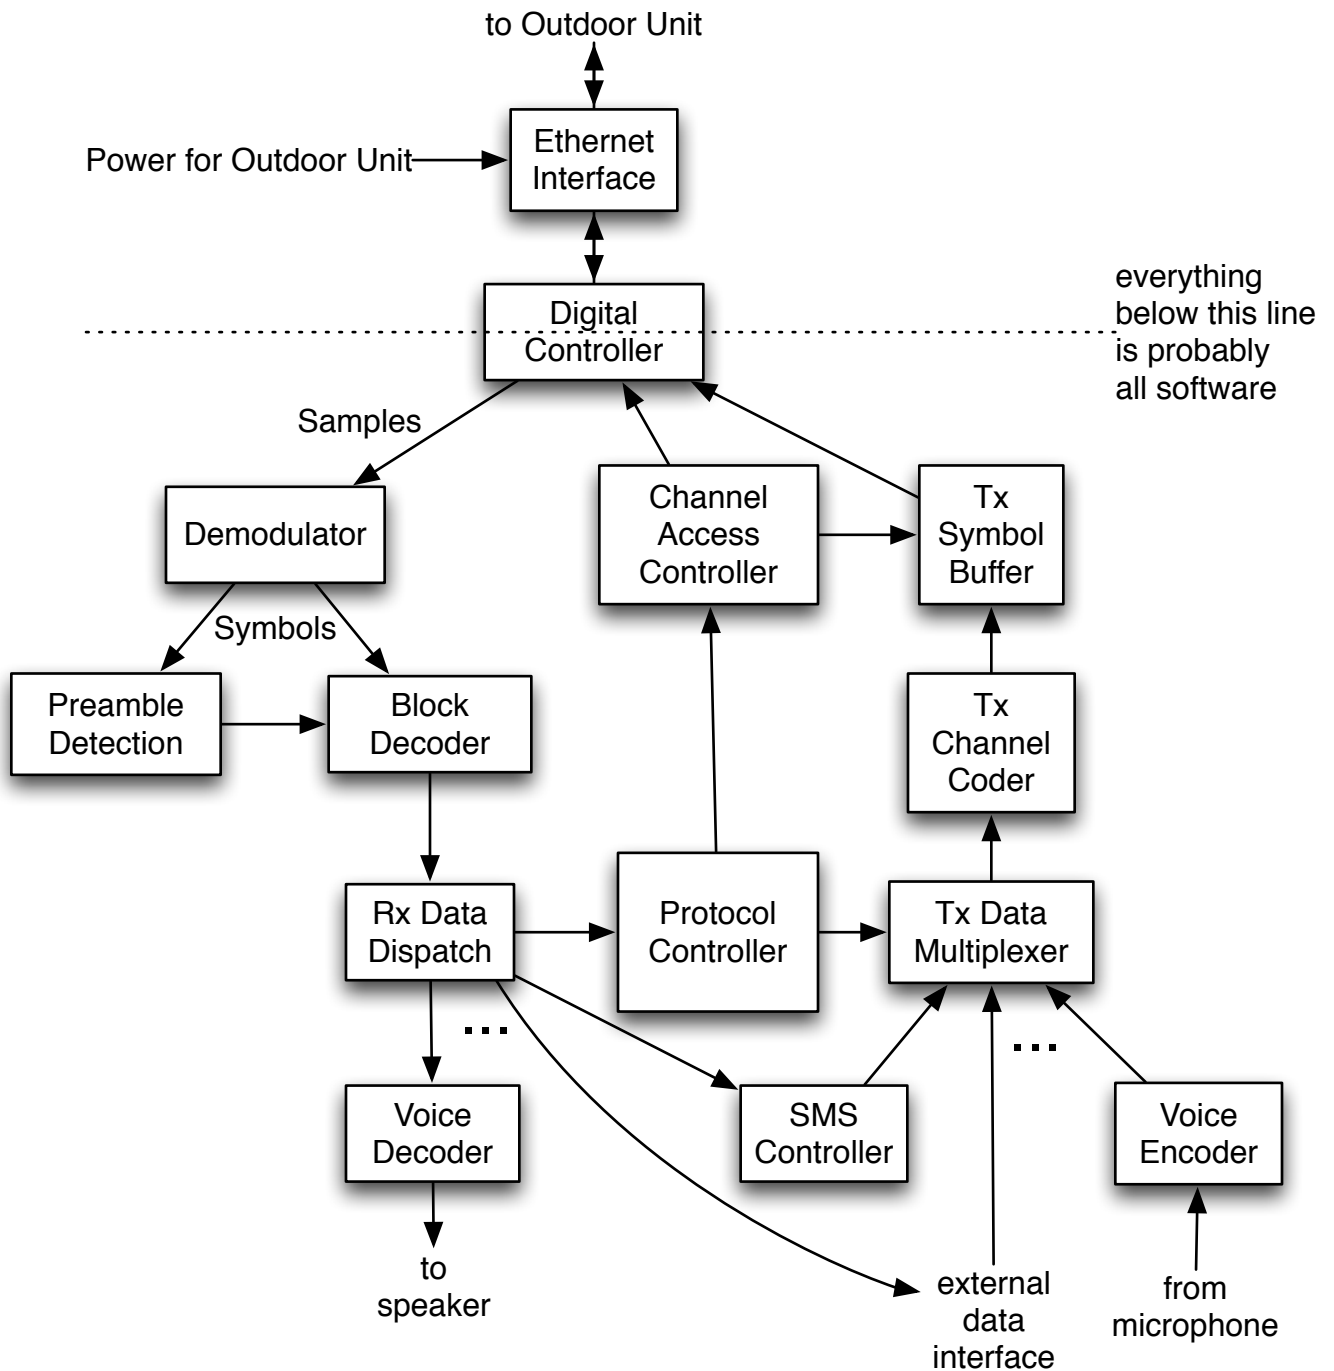 to Outdoor Unit
Power for Outdoor Unit
Ethernet
Interface
everything
below this line
is probably
all software
Digital
Controller
Samples
Demodulator
Channel
Access
Controller
Tx
Symbol
Buffer
Symbols
Preamble
Detection
Block
Decoder
Tx
Channel
Coder
Rx Data
Dispatch
Protocol
Controller
Tx Data
Multiplexer
...
...
Voice
Decoder
SMS
Controller
Voice
Encoder
to
speaker
external
data
interface
from
microphone